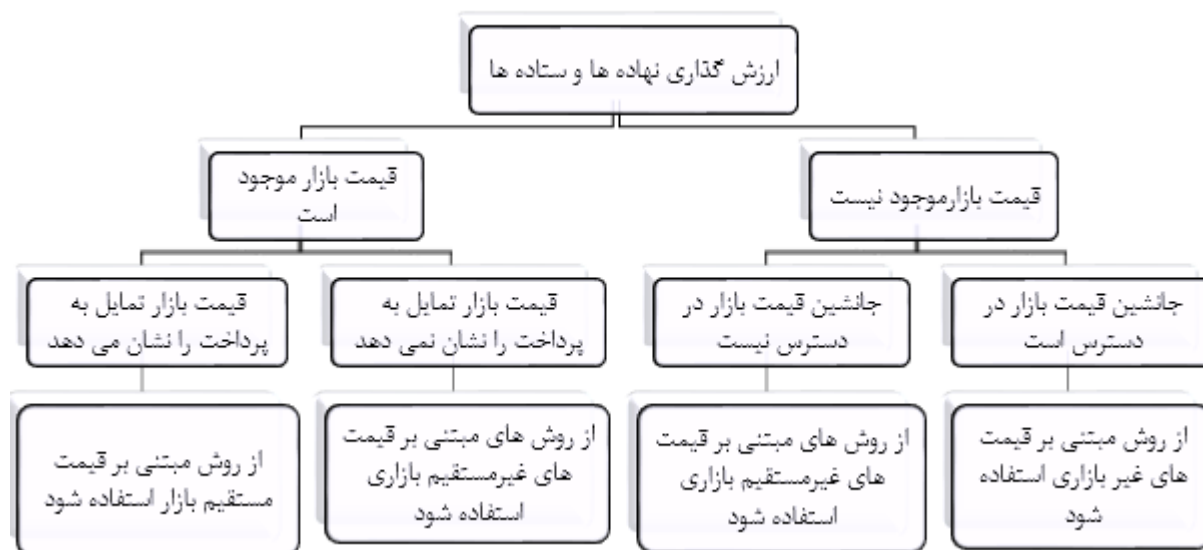 ارزش گذاری نهاده ها و ستاده ها
قیمت بازارموجود نیست
قیمت بازار موجود
است
جانشین قیمت بازار در
دسترس است
جانشین قیمت بازار در
دسترس نیست
قیمت بازار تمایل به
پرداخت را نشان نمی دهد
قیمت بازار تمایل به
پرداخت را نشان می دهد
از روش مبتنی بر قیمت
های غیر بازاری استفاده
شود
از روش های مبتنی بر قیمت
های غیرمستقیم بازاری
استفاده شود
از روش های مبتنی بر قیمت
های غیرمستقیم بازاری
استفاده شود
از روش مبتنی بر قیمت
مستقیم بازار استفاده شود